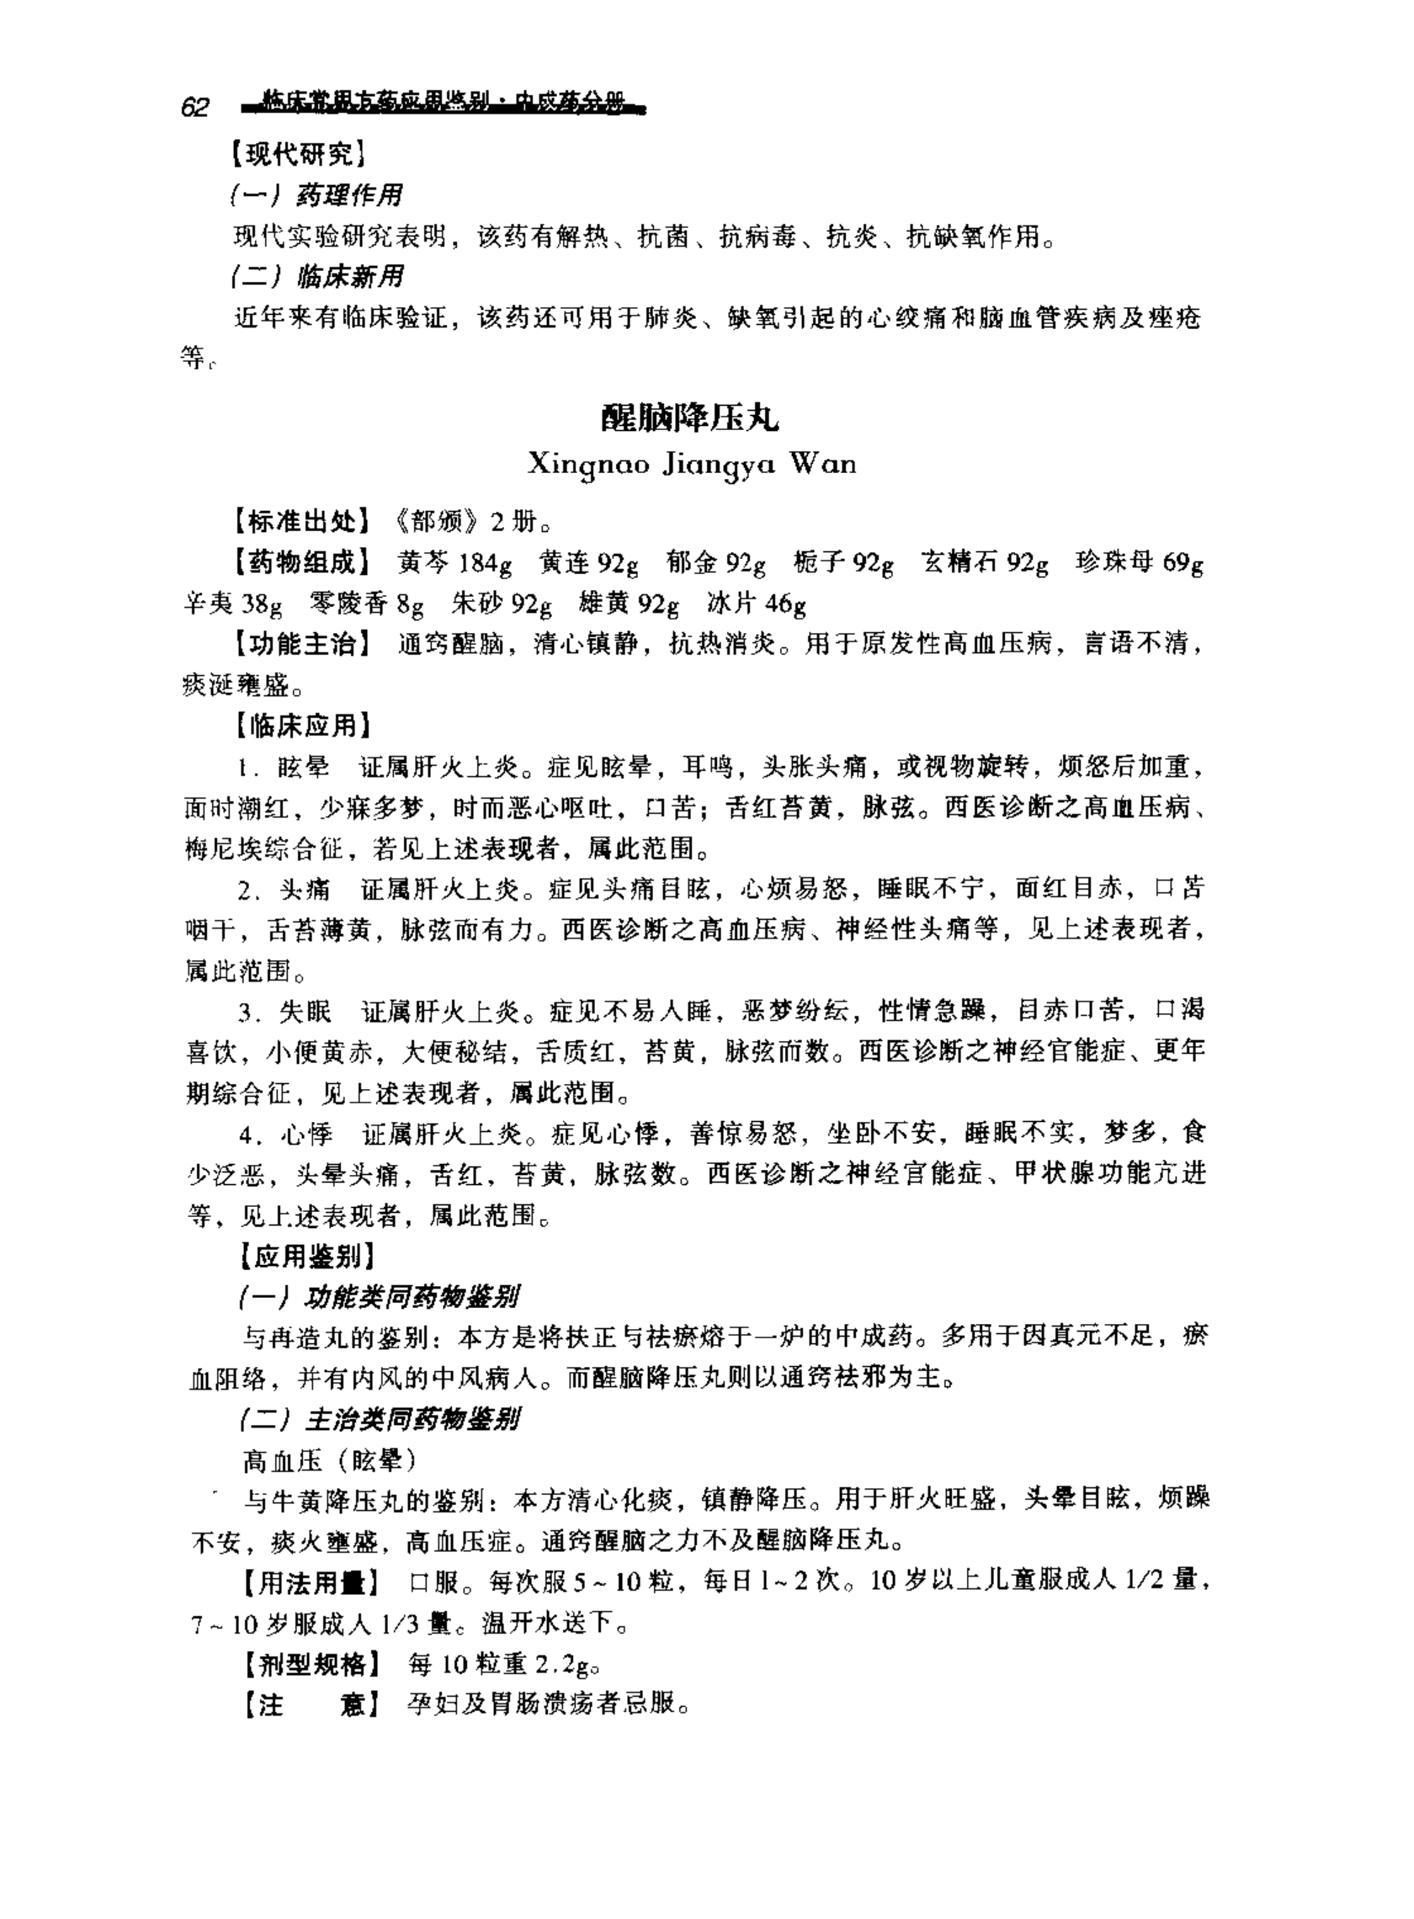 62 临床常用方药应用鉴别·中成药分册
【现代研究】
(一) 药理作用
现代实验研究表明，该药有解热、抗菌、抗病毒、抗炎、抗缺氧作用。
(二) 临床新用
近年来有临床验证，该药还可用于肺炎、缺氧引起的心绞痛和脑血管疾病及痤疮
等。
醒脑降压丸
Xingnao Jiangya Wan
【标准出处】《部颁》2 册。
【药物组成】 黄芩 184g 黄连 92g 郁金 92g 栀子 92g 玄精石 92g 珍珠母 69g
辛夷 38g 零陵香 8g 朱砂 92g 雄黄 92g 冰片 46g
【功能主治】 通窍醒脑，清心镇静，抗热消炎。用于原发性高血压病，言语不清，
痰涎壅盛。
【临床应用】
1. 眩晕 证属肝火上炎。症见眩晕，耳鸣，头胀头痛，或视物旋转，烦怒后加重，
面时潮红，少寐多梦，时而恶心呕吐，口苦；舌红苔黄，脉弦。西医诊断之高血压病、
梅尼埃综合征，若见上述表现者，属此范围。
2. 头痛 证属肝火上炎。症见头痛目眩，心烦易怒，睡眠不宁，面红目赤，口苦
咽干，舌苔薄黄，脉弦而有力。西医诊断之高血压病、神经性头痛等，见上述表现者，
属此范围。
3. 失眠 证属肝火上炎。症见不易人睡，恶梦纷纭，性情急躁，目赤口苦，口渴
喜饮，小便黄赤，大便秘结，舌质红，苔黄，脉弦而数。西医诊断之神经官能症、更年
期综合征，见上述表现者，属此范围。
4. 心悸 证属肝火上炎。症见心悸，善惊易怒，坐卧不安，睡眠不实，梦多，食
少泛恶，头晕头痛，舌红，苔黄，脉弦数。西医诊断之神经官能症、甲状腺功能亢进
等，见上述表现者，属此范围。
【应用鉴别】
(一) 功能类同药物鉴别
与再造丸的鉴别：本方是将扶正与祛瘀熔于一炉的中成药。多用于因真元不足，瘀
血阻络，并有内风的中风病人。而醒脑降压丸则以通窍祛邪为主。
(二) 主治类同药物鉴别
高血压（眩晕）
与牛黄降压丸的鉴别：本方清心化痰，镇静降压。用于肝火旺盛，头晕目眩，烦躁
不安，痰火壅盛，高血压症。通窍醒脑之力不及醒脑降压丸。
【用法用量】 口服。每次服 5～10 粒，每日 1～2 次。10 岁以上儿童服成人 1/2 量，
7～10 岁服成人 1/3 量。温开水送下。
【剂型规格】 每 10 粒重 2.2g。
【注 意】 孕妇及胃肠溃疡者忌服。